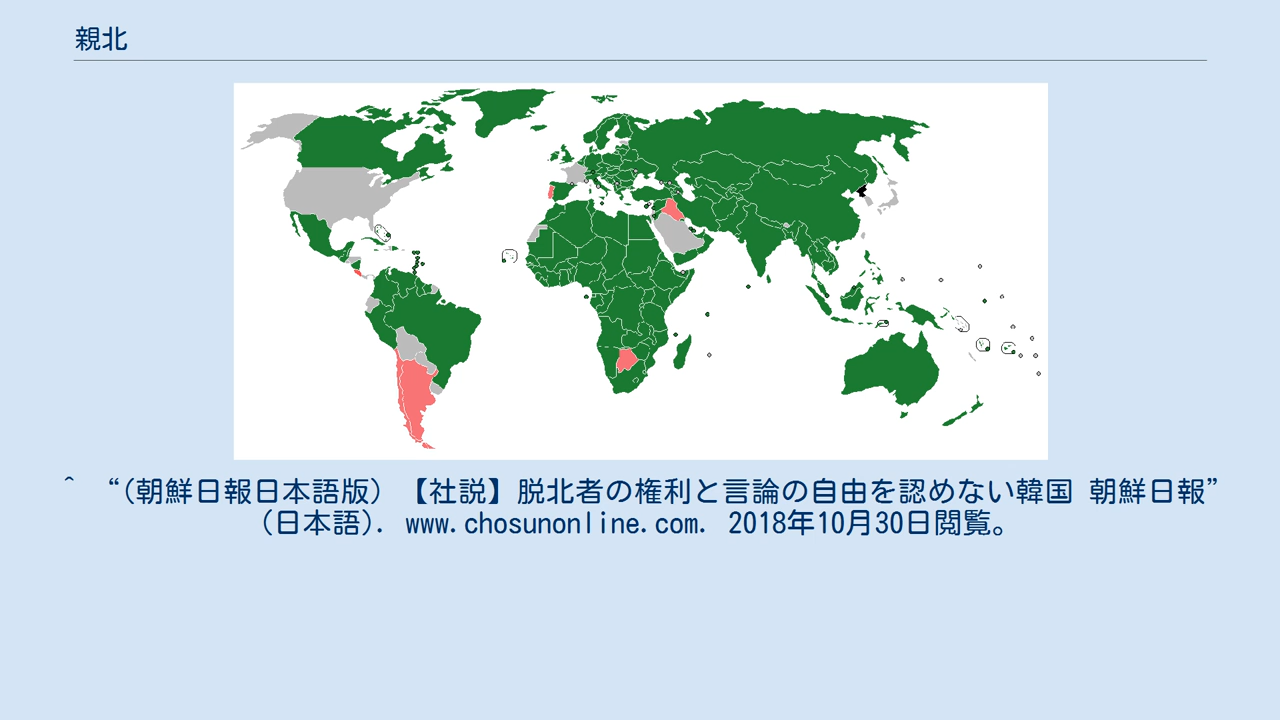 親北
^ “(朝鮮日報日本語版) 【社説】脱北者の権利と言論の自由を認めない韓国 朝鮮日報”
(日本語). www.chosunonline.com. 2018年10月30日閲覧。